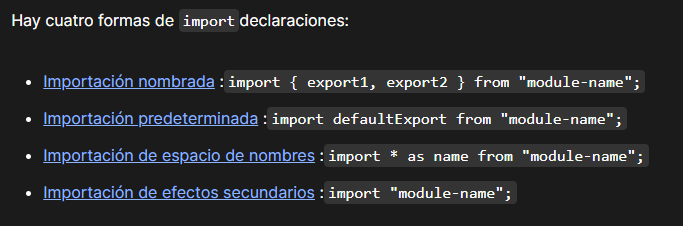 Hay cuatro formas de import declaraciones:
Importación nombrada : import { export1, export2 } from "module-name";
Importación predeterminada : import defaultExport from "module-name";
Importación de espacio de nombres : import * as name from "module-name";
Importación de efectos secundarios : import "module-name";